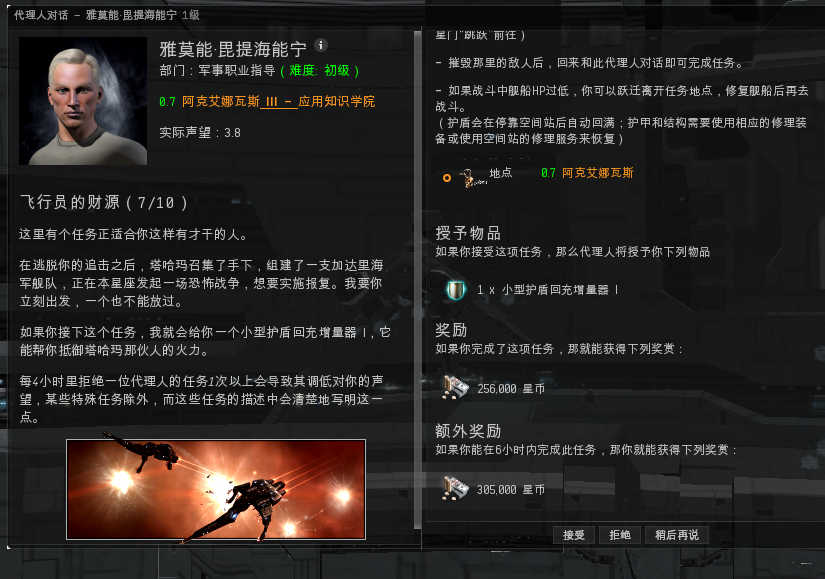 代理人对话 - 雅莫能·毘提海能宁 1级
雅莫能·毘提海能宁
部门：军事职业指导（难度: 初级）
0.7 阿克艾娜瓦斯 III - 应用知识学院
实际声望：3.8
飞行员的财源（7/10）
这里有个任务正适合你这样有才干的人。
在逃脱你的追击之后，塔哈玛召集了手下，组建了一支加达里海
军舰队，正在本星座发起一场恐怖战争，想要实施报复。我要你
立刻出发，一个也不能放过。
如果你接下这个任务，我就会给你一个小型护盾回充增量器 I，它
能帮你抵御塔哈玛那伙人的火力。
每4小时里拒绝一位代理人的任务1次以上会导致其调低对你的声
望，某些特殊任务除外，而这些任务的描述中会清楚地写明这一
点。
星门"跳跃"前往）
- 摧毁那里的敌人后，回来和此代理人对话即可完成任务。
- 如果战斗中舰船HP过低，你可以跃迁离开任务地点，修复舰船后再去
战斗。
（护盾会在停靠空间站后自动回满；护甲和结构需要使用相应的修理装
备或使用空间站的修理服务来恢复）
地点 0.7 阿克艾娜瓦斯
授予物品
如果你接受这项任务，那么代理人将授予你下列物品
1 x 小型护盾回充增量器 I
奖励
如果你完成了这项任务，那就能获得下列奖赏：
256,000 星币
额外奖励
如果你能在6小时内完成此任务，那你就能获得下列奖赏：
305,000 星币
接受 拒绝 稍后再说